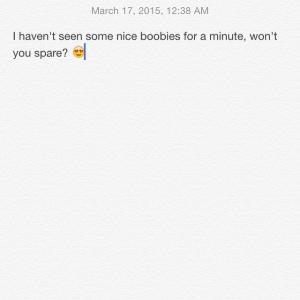 March 17, 2015, 12:38 AM
I haven't seen some nice boobies for a minute, won't
you spare? 😍